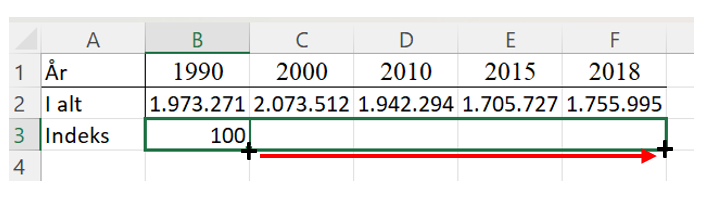 A B C D E F
1 År 1990 2000 2010 2015 2018
2 I alt 1.973.271 2.073.512 1.942.294 1.705.727 1.755.995
3 Indeks 100
4